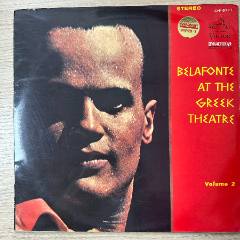 STEREO
BELAFONTE
AT THE
GREEK
THEATRE
Volume 2